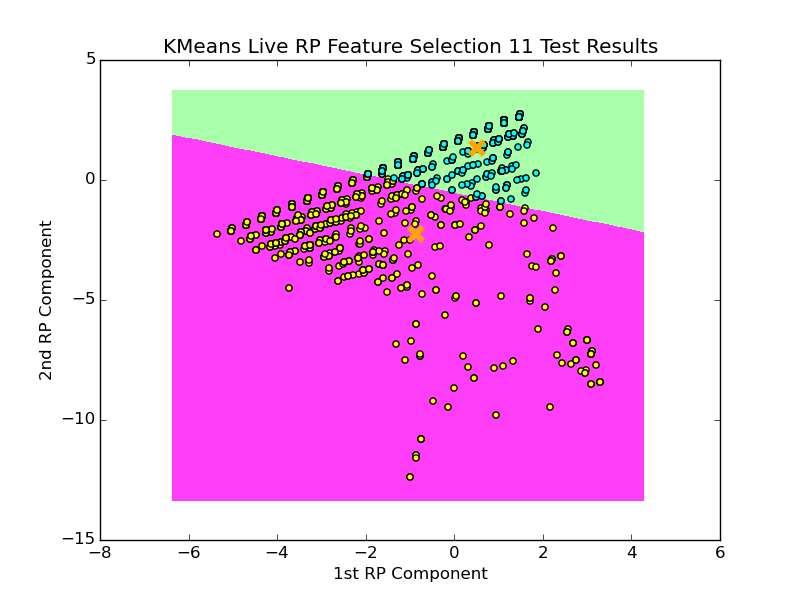 KMeans Live RP Feature Selection 11 Test Results
5
0
−5
−10
−15
−8 −6 −4 −2 0 2 4 6
2nd RP Component
1st RP Component